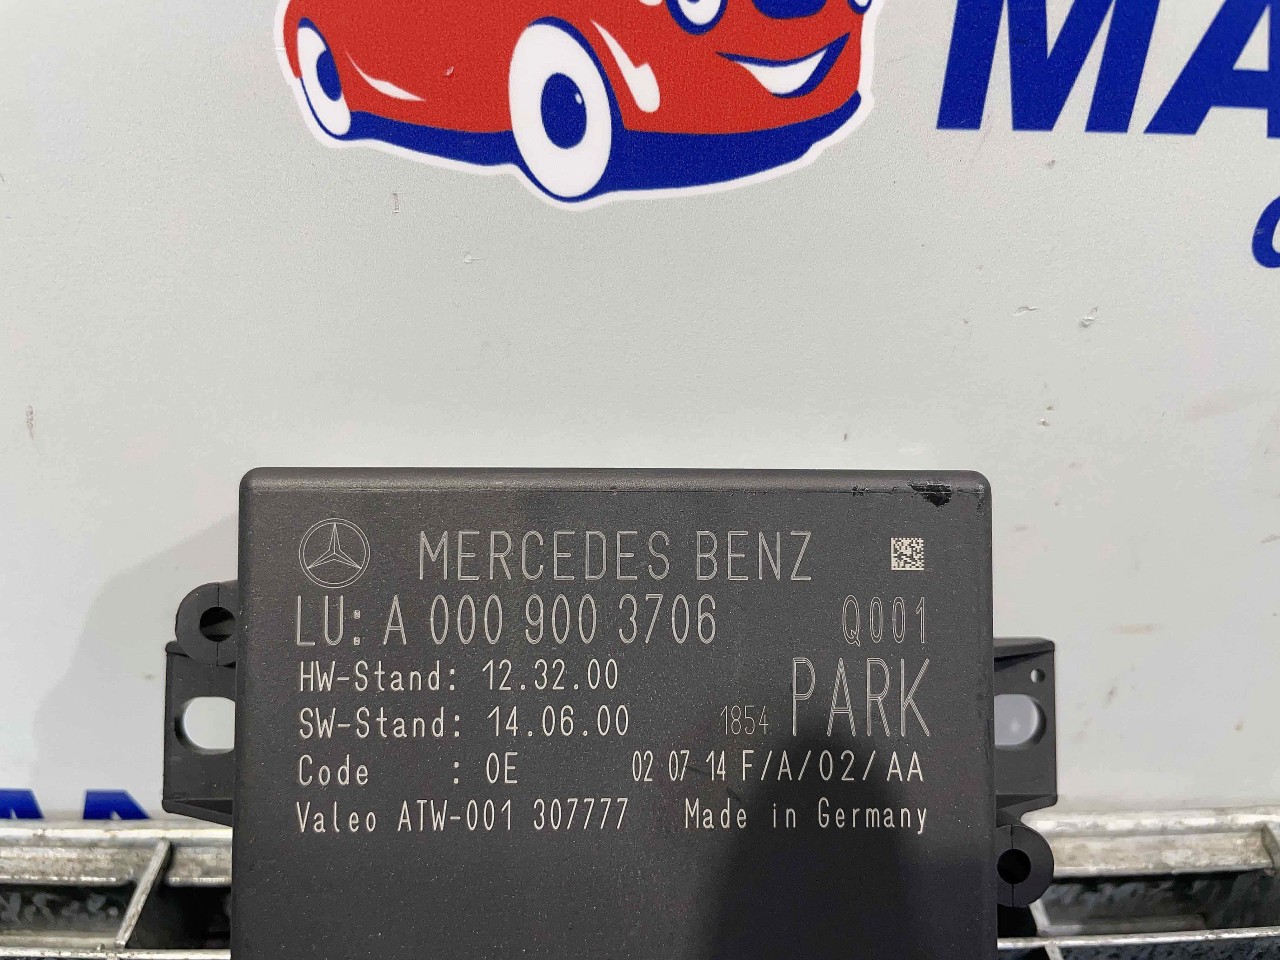 MERCEDES BENZ
LU: A 000 900 3706 Q001
HW-Stand: 12.32.00
PARK
SW-Stand: 14.06.00 1854
Code : 0E 02 07 14 F/A/02/AA
Valeo ATW-001 307777 Made in Germany